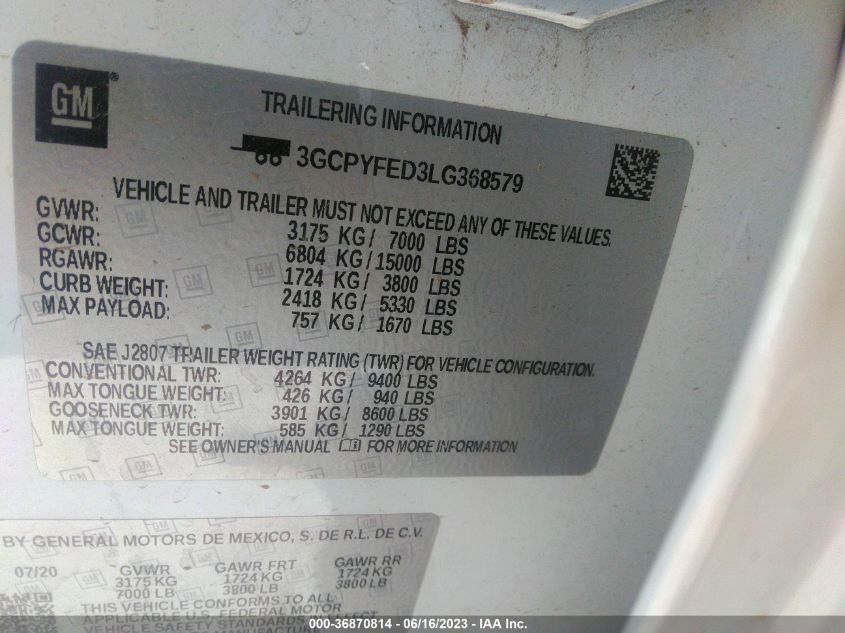 GM ®
TRAILERING INFORMATION
3GCPYFED3LG368579
VEHICLE AND TRAILER MUST NOT EXCEED ANY OF THESE VALUES.
GVWR: 3175 KG/ 7000 LBS
GCWR: 6804 KG/15000 LBS
RGAWR: 1724 KG/ 3800 LBS
CURB WEIGHT: 2418 KG/ 5330 LBS
MAX PAYLOAD: 757 KG/ 1670 LBS
SAE J2807 TRAILER WEIGHT RATING (TWR) FOR VEHICLE CONFIGURATION.
CONVENTIONAL TWR: 4264 KG/ 9400 LBS
MAX TONGUE WEIGHT: 426 KG/ 940 LBS
GOOSENECK TWR: 3901 KG/ 8600 LBS
MAX TONGUE WEIGHT: 585 KG/ 1290 LBS
SEE OWNER'S MANUAL FOR MORE INFORMATION
BY GENERAL MOTORS DE MEXICO, S. DE R.L. DE C.V.
07/20 GVWR GAWR FRT GAWR RR
3175 KG 1724 KG 1724 KG
7000 LB 3800 LB 3800 LB
THIS VEHICLE CONFORMS TO ALL
APPLICABLE U.S. FEDERAL MOTOR
VEHICLE SAFETY STANDARDS
000-36870814 - 06/16/2023 - IAA Inc.